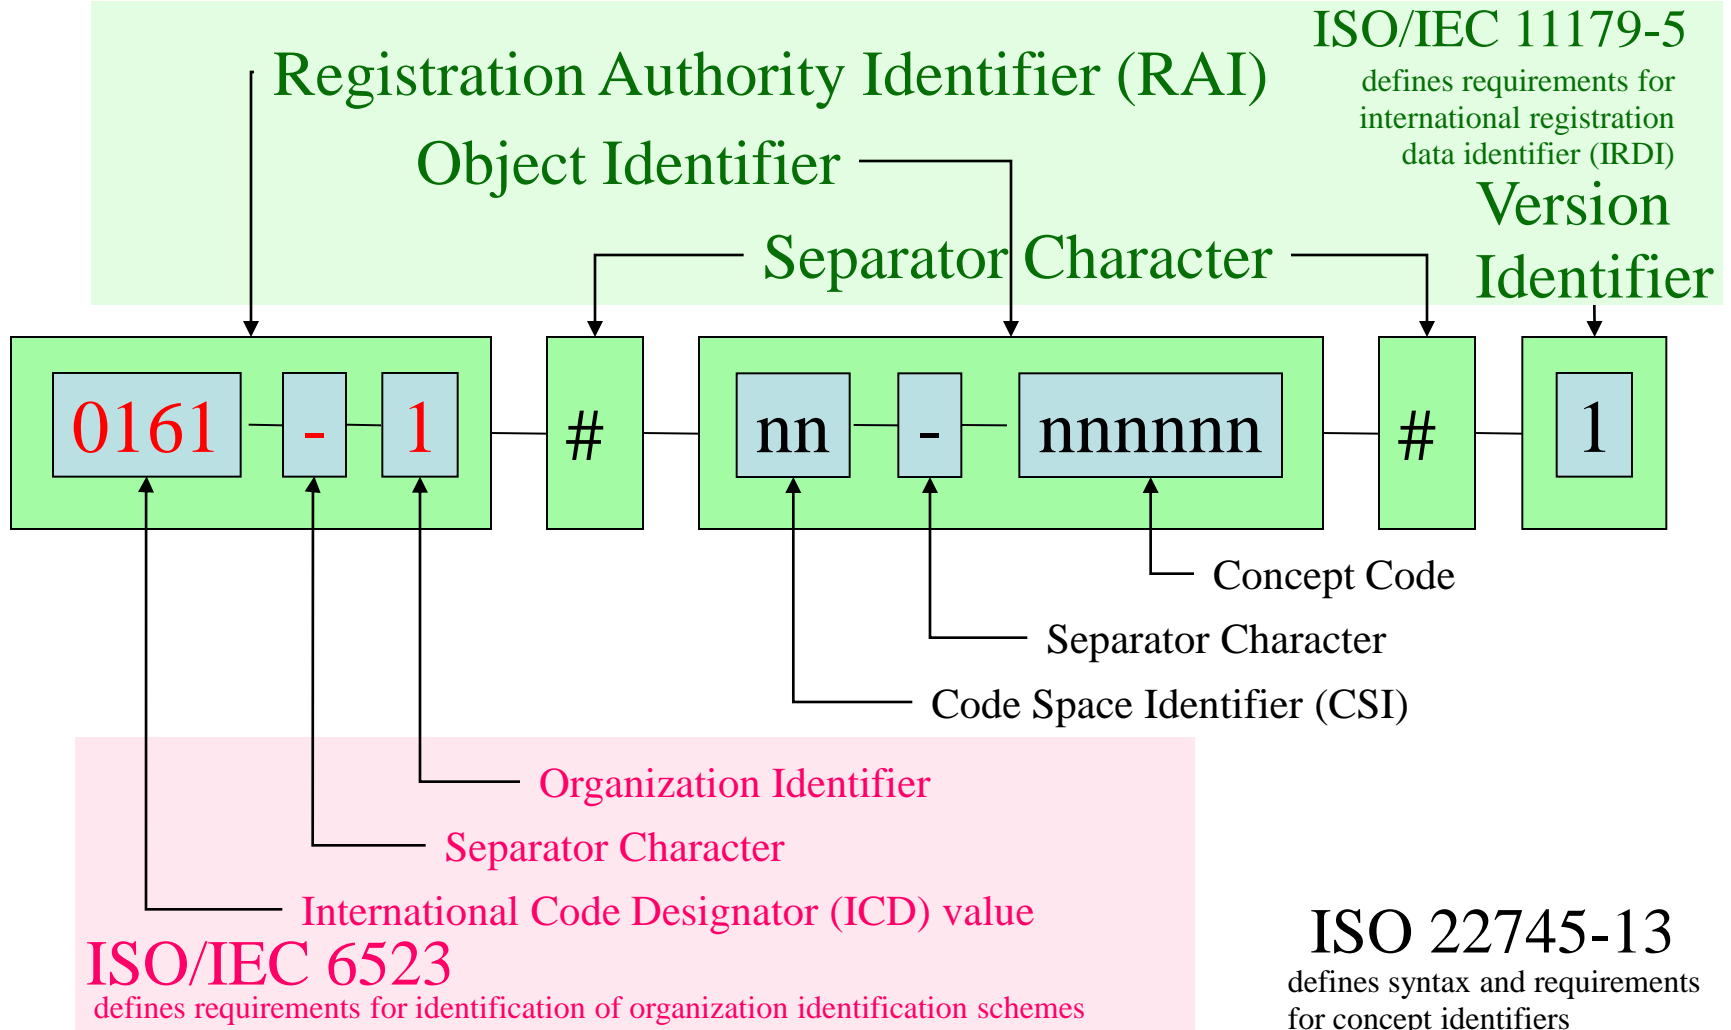 ISO/IEC 11179-5
defines requirements for
international registration
data identifier (IRDI)
Registration Authority Identifier (RAI)
Object Identifier
Version
Identifier
Separator Character
0161 - 1 # nn - nnnnnn # 1
Concept Code
Separator Character
Code Space Identifier (CSI)
Organization Identifier
Separator Character
International Code Designator (ICD) value
ISO/IEC 6523
defines requirements for identification of organization identification schemes
ISO 22745-13
defines syntax and requirements
for concept identifiers